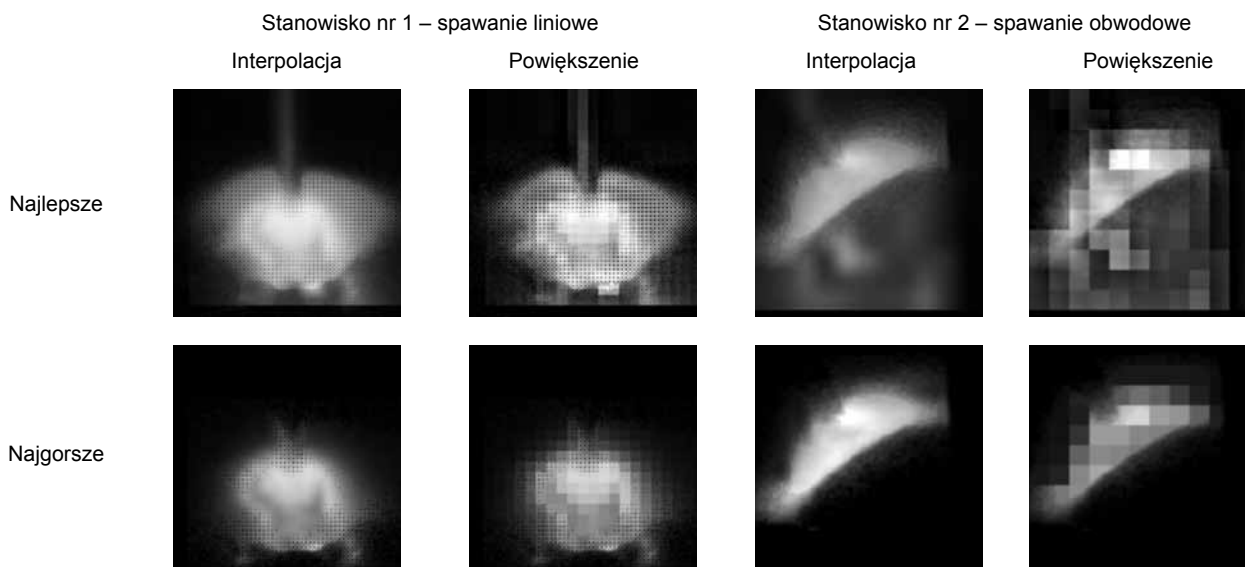 Stanowisko nr 1 – spawanie liniowe Stanowisko nr 2 – spawanie obwodowe
Interpolacja Powiększenie Interpolacja Powiększenie
Najlepsze
Najgorsze